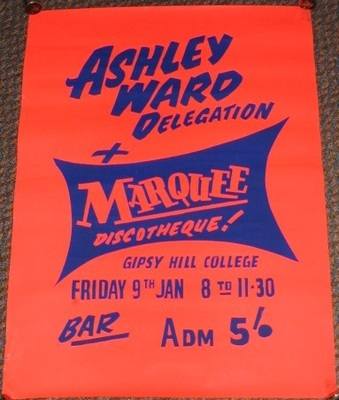 ASHLEY
WARD
DELEGATION
+
MARQUEE
DISCOTHEQUE!
GIPSY HILL COLLEGE
FRIDAY 9TH JAN 8 TO 11-30
BAR ADM 5/-